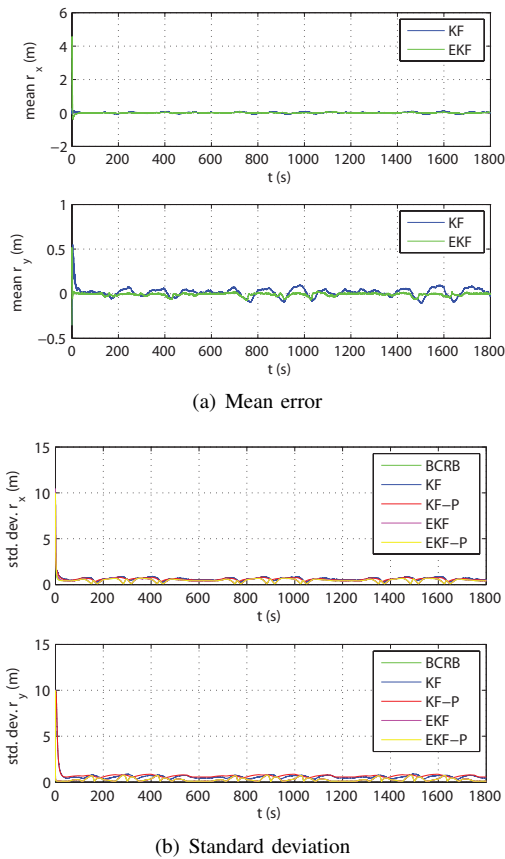 6
4
2
0
−2
mean r x (m)
KF
EKF
0 200 400 600 800 1000 1200 1400 1600 1800
t (s)
1
0.5
0
−0.5
mean r y (m)
KF
EKF
0 200 400 600 800 1000 1200 1400 1600 1800
t (s)
(a) Mean error
15
10
5
0
std. dev. r x (m)
BCRB
KF
KF−P
EKF
EKF−P
0 200 400 600 800 1000 1200 1400 1600 1800
t (s)
15
10
5
0
std. dev. r y (m)
BCRB
KF
KF−P
EKF
EKF−P
0 200 400 600 800 1000 1200 1400 1600 1800
t (s)
(b) Standard deviation